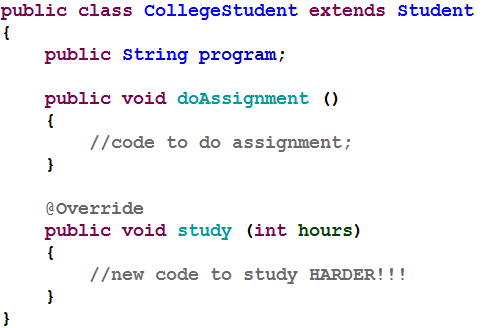 public class CollegeStudent extends Student
{
    public String program;

    public void doAssignment ()
    {
        //code to do assignment;
    }

    @Override
    public void study (int hours)
    {
        //new code to study HARDER!!!
    }
}